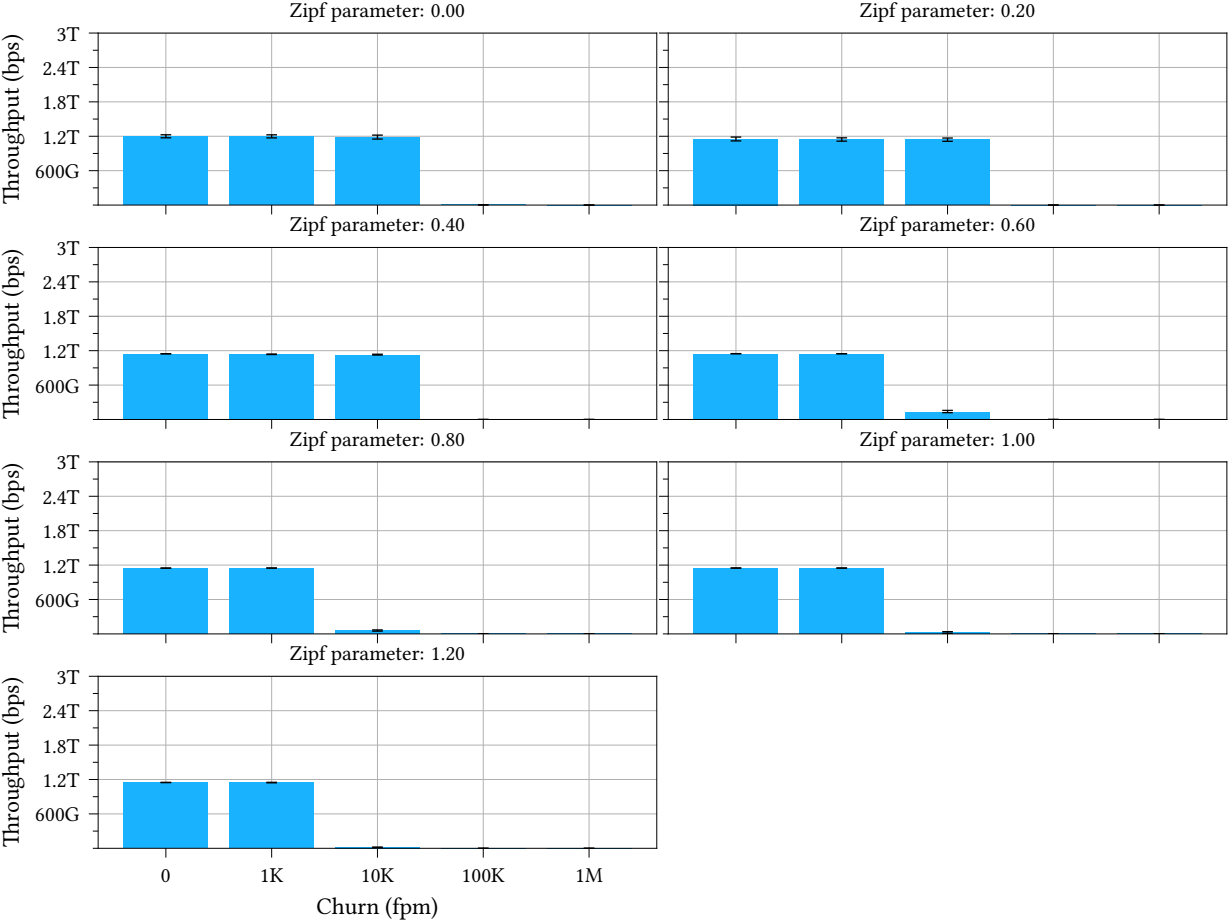 Zipf parameter: 0.00
Zipf parameter: 0.20
Throughput (bps)
3T
2.4T
1.8T
1.2T
600G
Zipf parameter: 0.40
Zipf parameter: 0.60
Throughput (bps)
3T
2.4T
1.8T
1.2T
600G
Zipf parameter: 0.80
Zipf parameter: 1.00
Throughput (bps)
3T
2.4T
1.8T
1.2T
600G
Zipf parameter: 1.20
Throughput (bps)
3T
2.4T
1.8T
1.2T
600G
0 1K 10K 100K 1M
Churn (fpm)